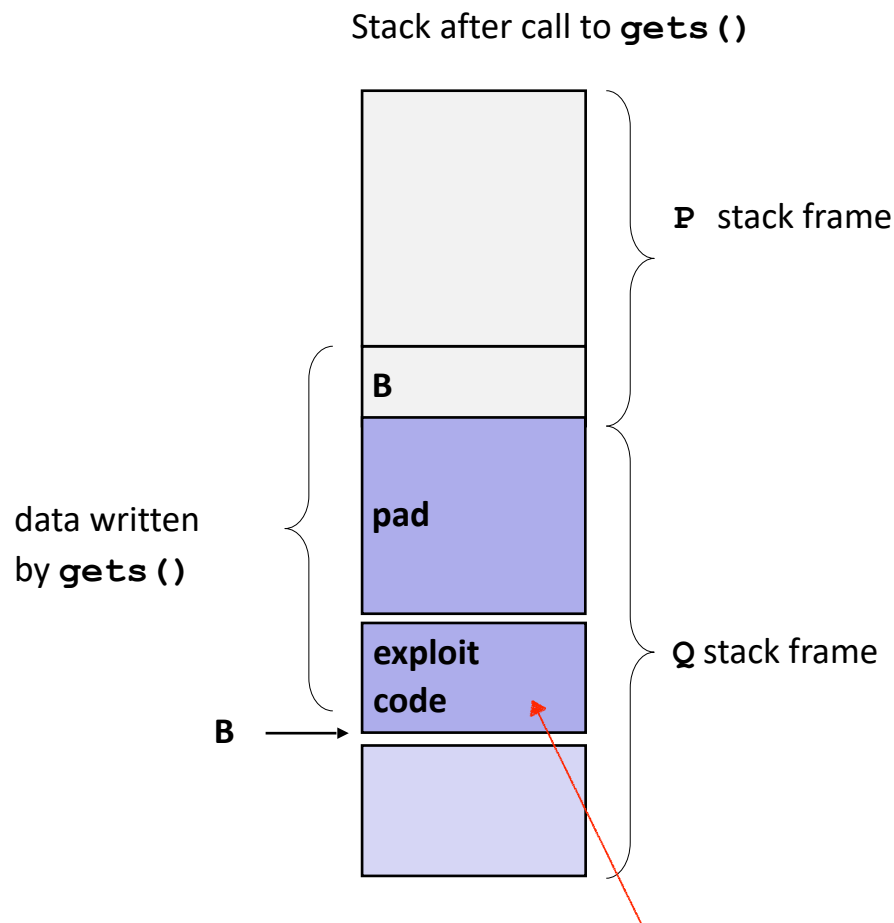 Stack after call to gets()
P stack frame
B
pad
data written
by gets()
exploit
code
Q stack frame
B